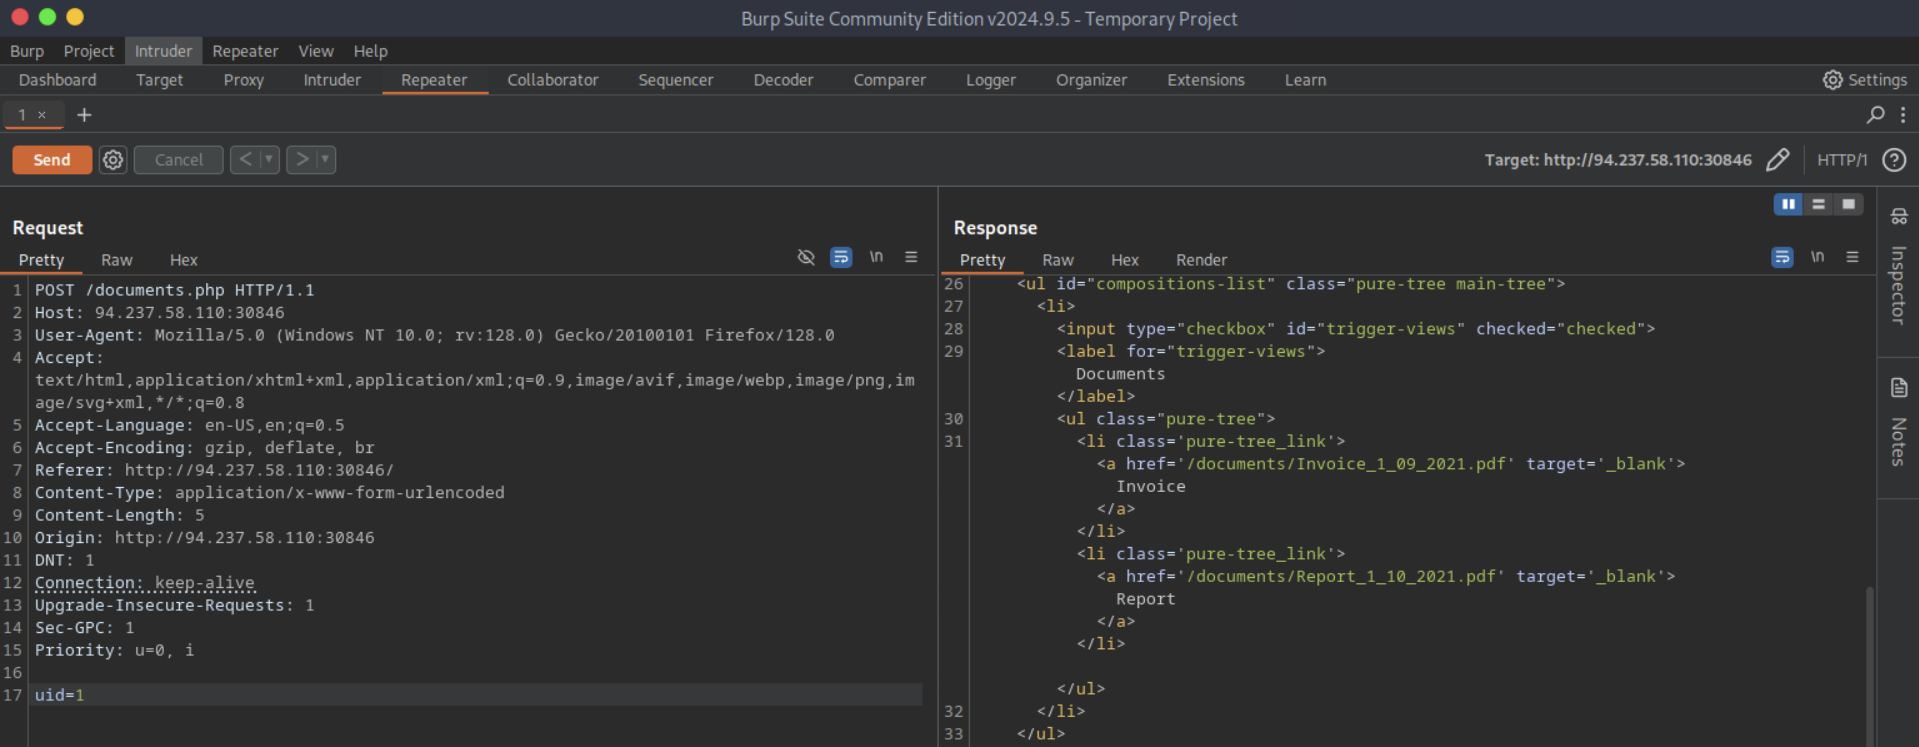 Burp Suite Community Edition v2024.9.5 - Temporary Project
Burp Project Intruder Repeater View Help
Dashboard Target Proxy Intruder Repeater Collaborator Sequencer Decoder Comparer Logger Organizer Extensions Learn Settings
1 × +
Send Cancel < > Target: http://94.237.58.110:30846 HTTP/1 ?
Request
Pretty Raw Hex \n
1 POST /documents.php HTTP/1.1
2 Host: 94.237.58.110:30846
3 User-Agent: Mozilla/5.0 (Windows NT 10.0; rv:128.0) Gecko/20100101 Firefox/128.0
4 Accept:
text/html,application/xhtml+xml,application/xml;q=0.9,image/avif,image/webp,image/png,im
age/svg+xml,*/*;q=0.8
5 Accept-Language: en-US,en;q=0.5
6 Accept-Encoding: gzip, deflate, br
7 Referer: http://94.237.58.110:30846/
8 Content-Type: application/x-www-form-urlencoded
9 Content-Length: 5
10 Origin: http://94.237.58.110:30846
11 DNT: 1
12 Connection: keep-alive
13 Upgrade-Insecure-Requests: 1
14 Sec-GPC: 1
15 Priority: u=0, i
16
17 uid=1
Response
Pretty Raw Hex Render \n
26 <ul id="compositions-list" class="pure-tree main-tree">
27 <li>
28 <input type="checkbox" id="trigger-views" checked="checked">
29 <label for="trigger-views">
Documents
</label>
30 <ul class="pure-tree">
31 <li class='pure-tree_link'>
<a href='/documents/Invoice_1_09_2021.pdf' target='_blank'>
Invoice
</a>
</li>
<li class='pure-tree_link'>
<a href='/documents/Report_1_10_2021.pdf' target='_blank'>
Report
</a>
</li>
</ul>
32 </li>
33 </ul>
Inspector
Notes